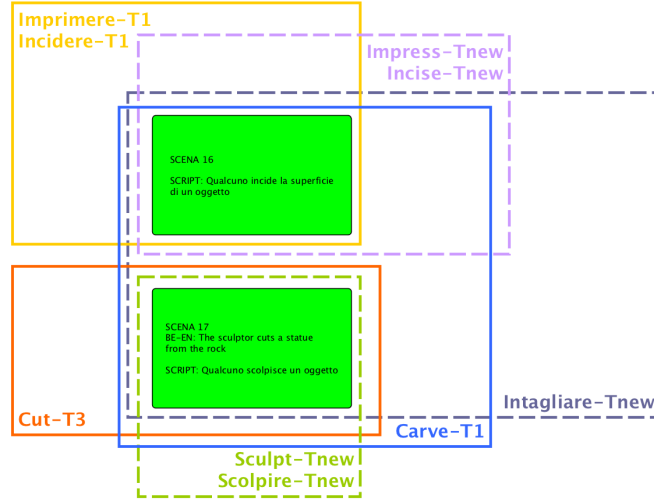 Imprimere-T1
Incidere-T1
Impress-Tnew
Incise-Tnew
SCENA 16
SCRIPT: Qualcuno incide la superficie
di un oggetto
SCENA 17
BE-EN: The sculptor cuts a statue
from the rock
SCRIPT: Qualcuno scolpisce un oggetto
Intagliare-Tnew
Cut-T3
Carve-T1
Sculpt-Tnew
Scolpire-Tnew